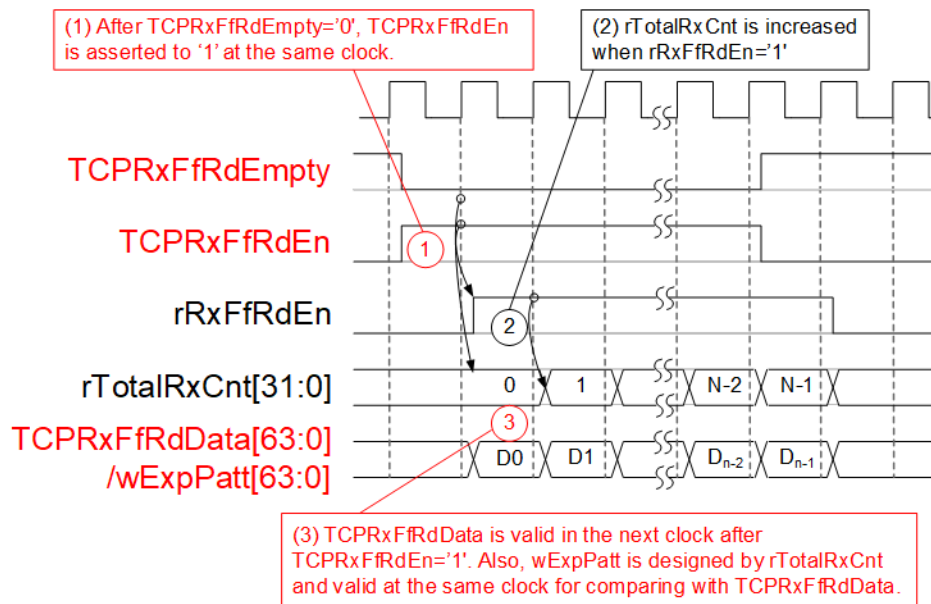 (1) After TCPRxFfRdEmpty=’0’, TCPRxFfRdEn
is asserted to ‘1’ at the same clock.
(2) rTotalRxCnt is increased
when rRxFfRdEn=’1’
TCPRxFfRdEmpty
TCPRxFfRdEn
1
rRxFfRdEn
2
rTotalRxCnt[31:0]
0 1 N-2 N-1
3
TCPRxFfRdData[63:0]
/wExpPatt[63:0]
D0 D1 Dn-2 Dn-1
(3) TCPRxFfRdData is valid in the next clock after
TCPRxFfRdEn=’1’. Also, wExpPatt is designed by rTotalRxCnt
and valid at the same clock for comparing with TCPRxFfRdData.